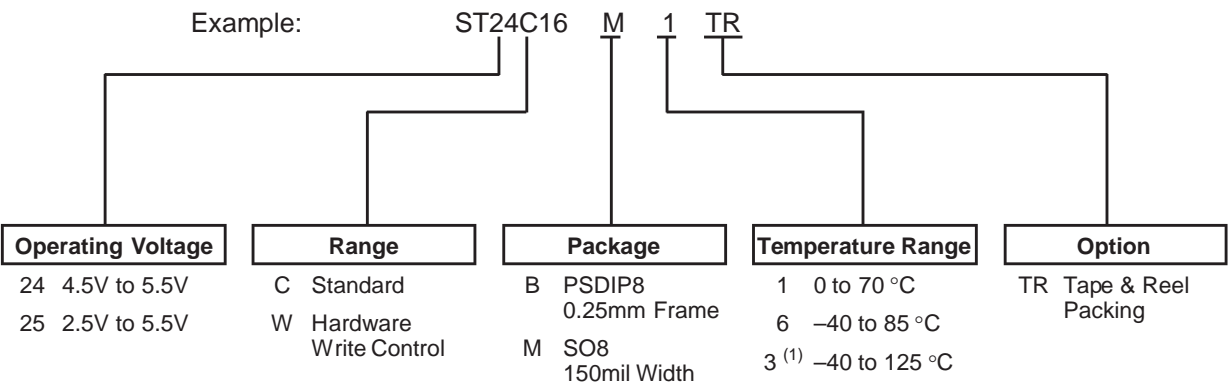 Example: ST24C16 M 1 TR
Operating Voltage
24 4.5V to 5.5V
25 2.5V to 5.5V
Range
C Standard
W Hardware
Write Control
Package
B PSDIP8
0.25mm Frame
M SO8
150mil Width
Temperature Range
1 0 to 70 °C
6 –40 to 85 °C
3 (1) –40 to 125 °C
Option
TR Tape & Reel
Packing